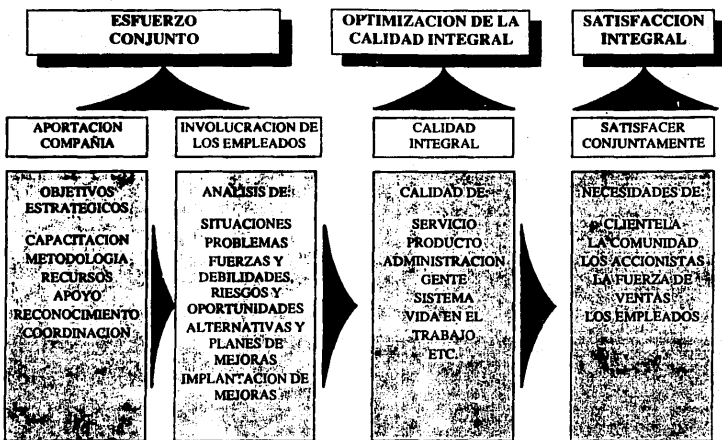 ESFUERZO
CONJUNTO
OPTIMIZACION DE LA
CALIDAD INTEGRAL
SATISFACCION
INTEGRAL
APORTACION
COMPAÑIA
INVOLUCRACION DE
LOS EMPLEADOS
CALIDAD
INTEGRAL
SATISFACER
CONJUNTAMENTE
OBJETIVOS
ESTRATEGICOS
CAPACITACION
METODOLOGIA
RECURSOS
APOYO
RECONOCIMIENTO
COORDINACION
ANALISIS DE:
SITUACIONES
PROBLEMAS
FUERZAS Y
DEBILIDADES,
RIESGOS Y
OPORTUNIDADES
ALTERNATIVAS Y
PLANES DE
MEJORAS
IMPLANTACION DE
MEJORAS
CALIDAD DE:
SERVICIO
PRODUCTO
ADMINISTRACION
GENTE
SISTEMA
VIDA EN EL
TRABAJO
ETC.
NECESIDADES DE:
CLIENTELA
LA COMUNIDAD
LOS ACCIONISTAS
LA FUERZA DE
VENTAS
LOS EMPLEADOS